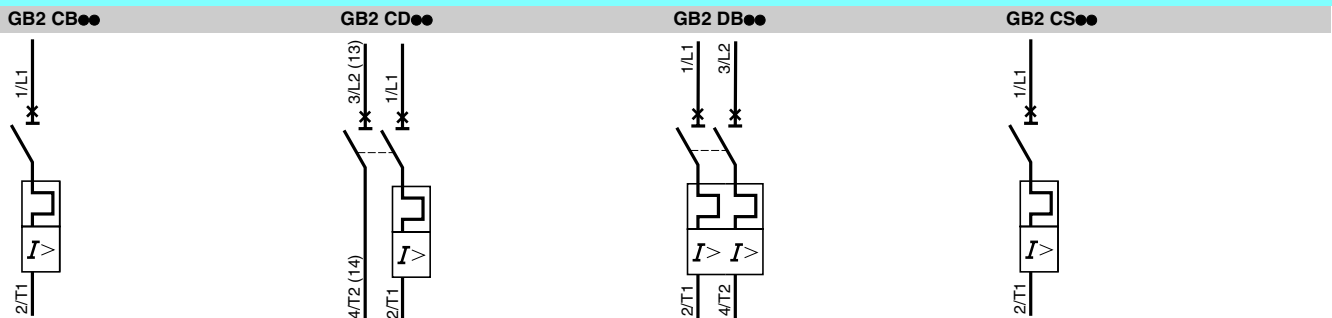 GB2 CB●●
GB2 CD●●
GB2 DB●●
GB2 CS●●
1/L1
3/L2 (13)
1/L1
1/L1
3/L2
1/L1
I>
I>
I> I>
I>
2/T1
4/T2 (14)
2/T1
2/T1
4/T2
2/T1